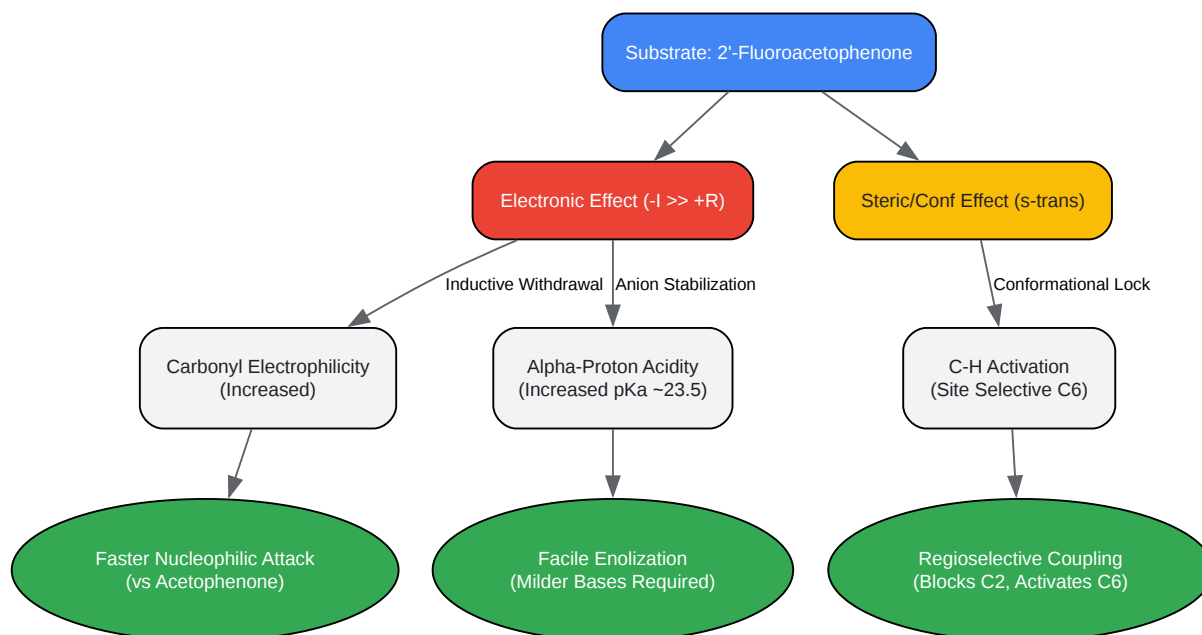 Substrate: 2'-Fluoroacetophenone
Electronic Effect (-I >> +R)
Steric/Conf Effect (s-trans)
Inductive Withdrawal
Anion Stabilization
Conformational Lock
Carbonyl Electrophilicity
(Increased)
Alpha-Proton Acidity
(Increased pKa ~23.5)
C-H Activation
(Site Selective C6)
Faster Nucleophilic Attack
(vs Acetophenone)
Facile Enolization
(Milder Bases Required)
Regioselective Coupling
(Blocks C2, Activates C6)